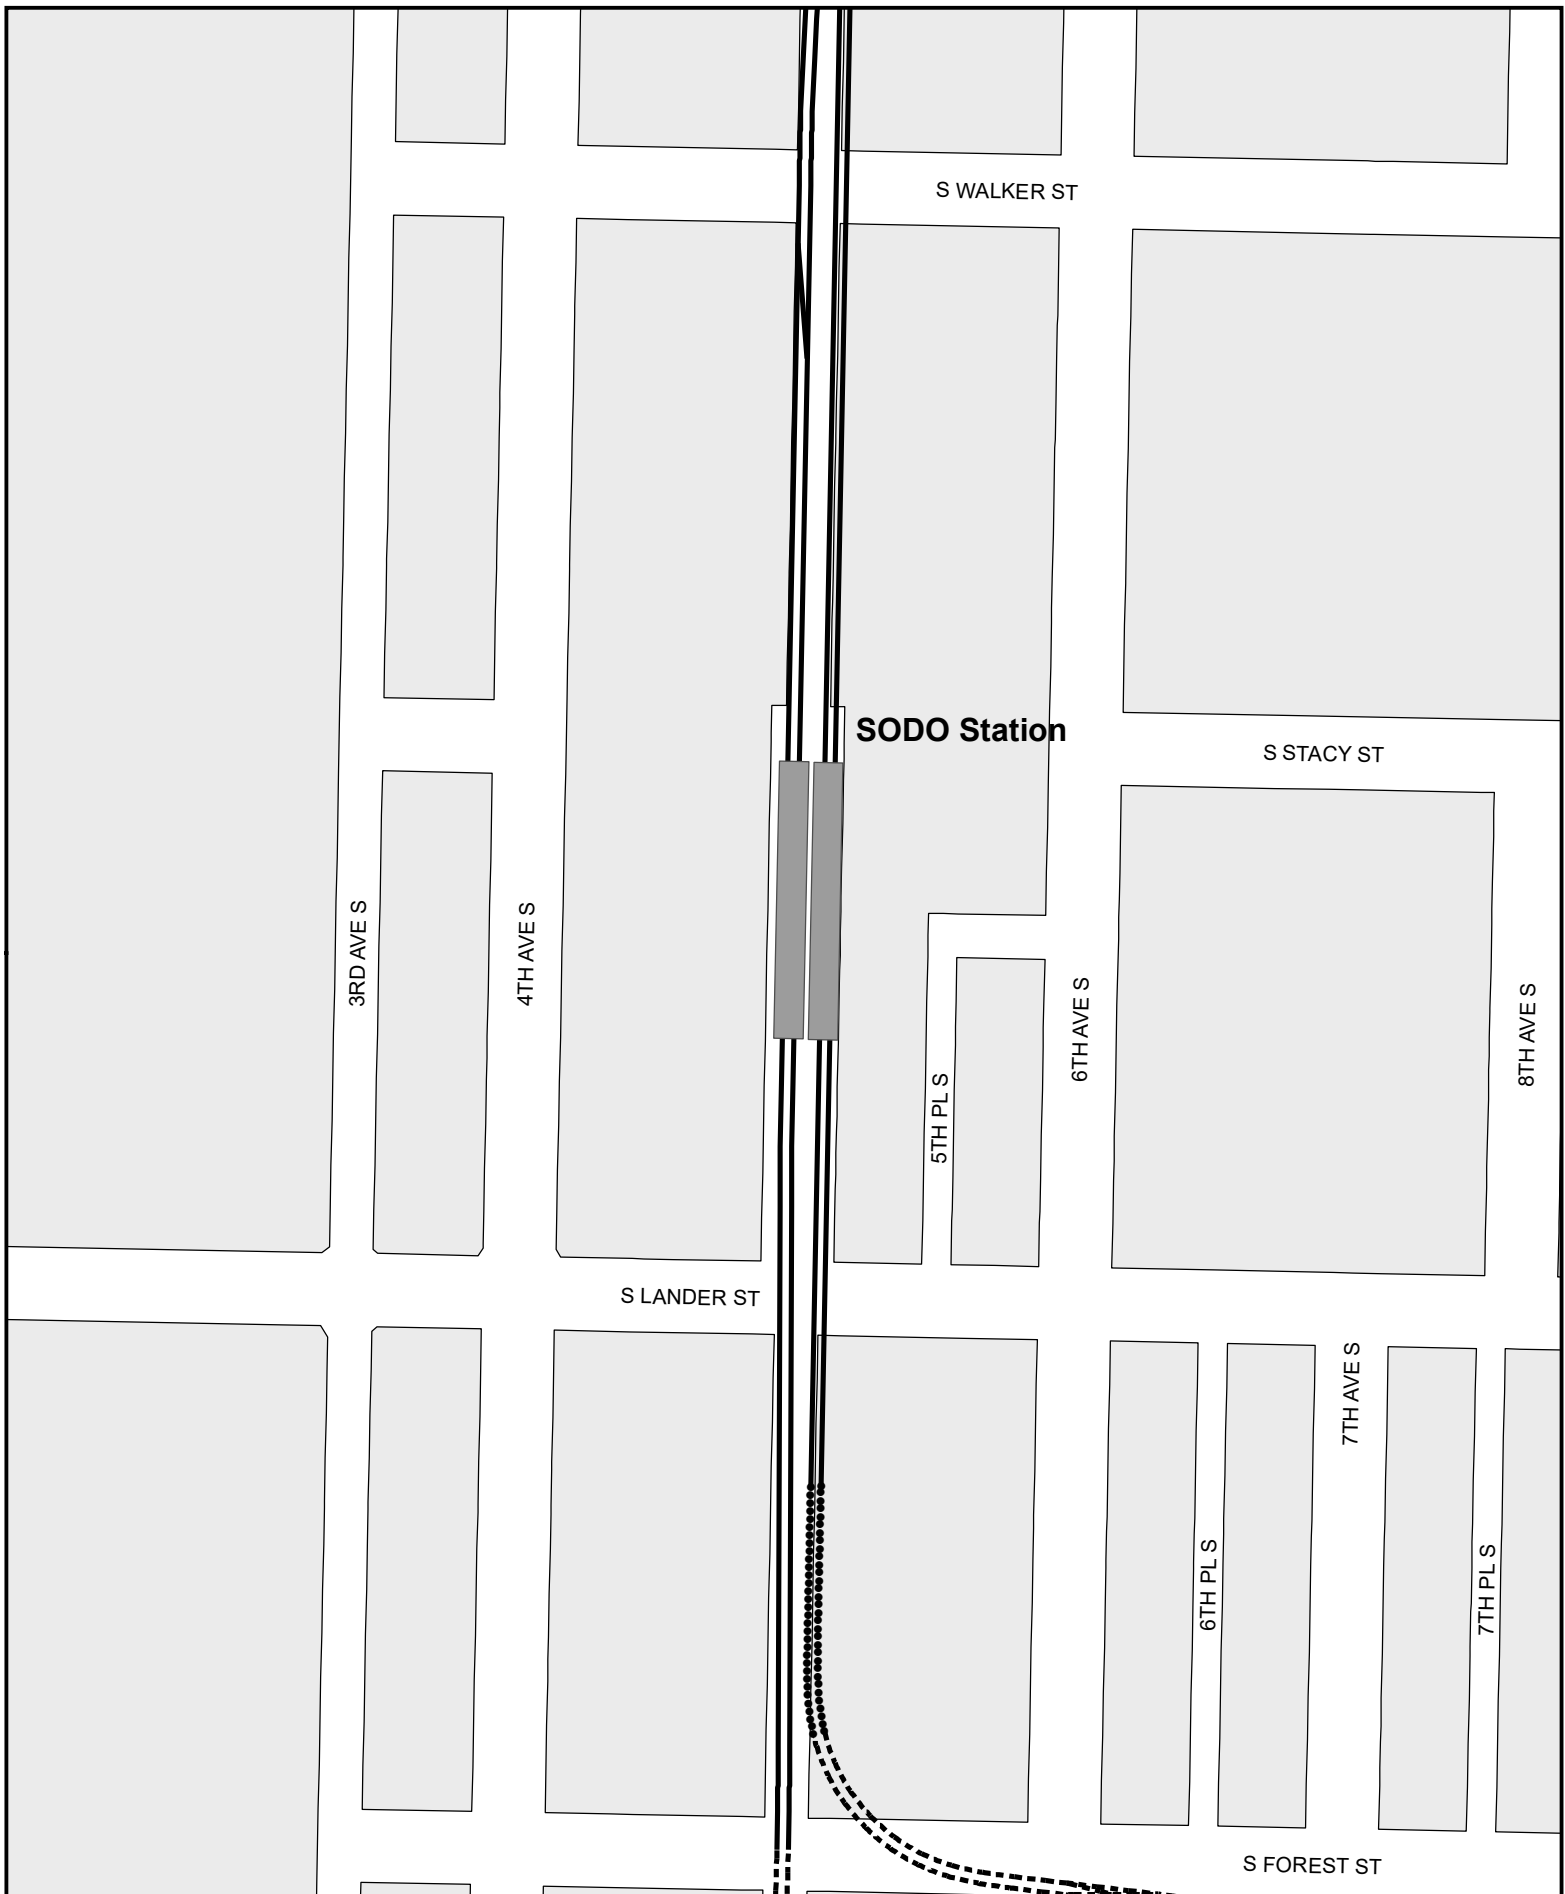 S WALKER ST
SODO Station
S STACY ST
3RD AVE S
4TH AVE S
6TH AVE S
8TH AVE S
5TH PL S
S LANDER ST
7TH AVE S
6TH PL S
7TH PL S
S FOREST ST